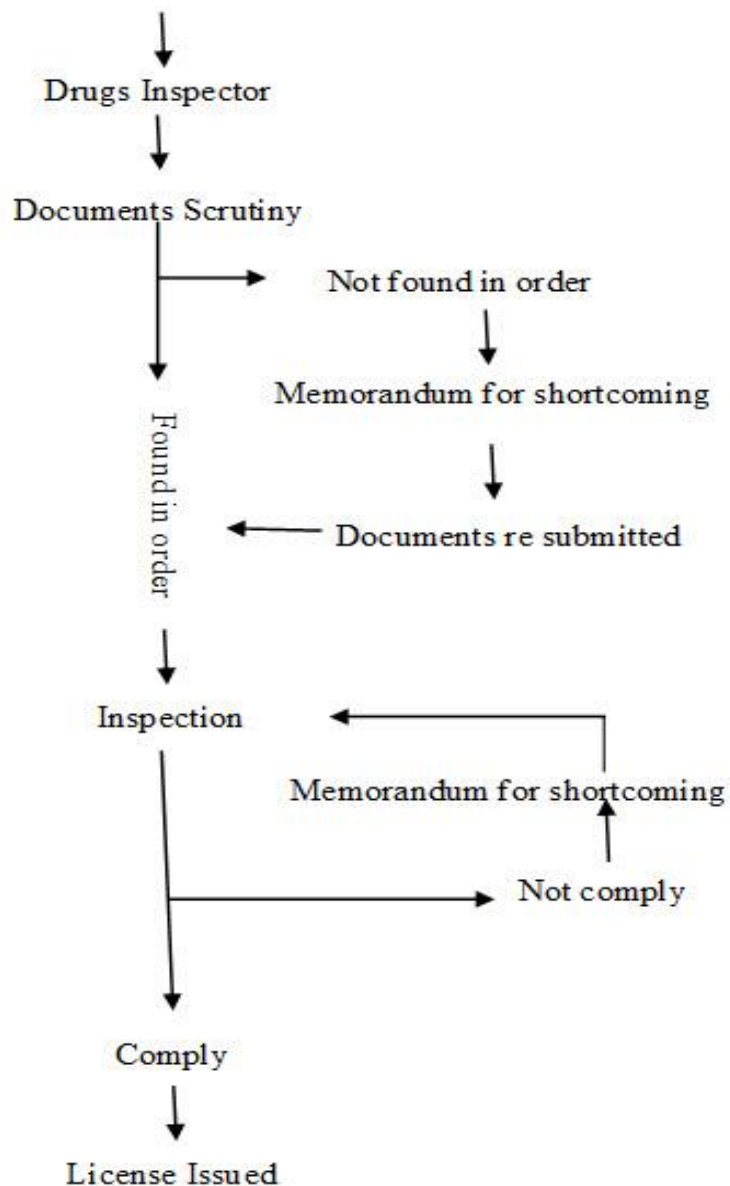 Drugs Inspector
Documents Scrutiny
Not found in order
Memorandum for shortcoming
Found in order
Documents re submitted
Inspection
Memorandum for shortcoming
Not comply
Comply
License Issued